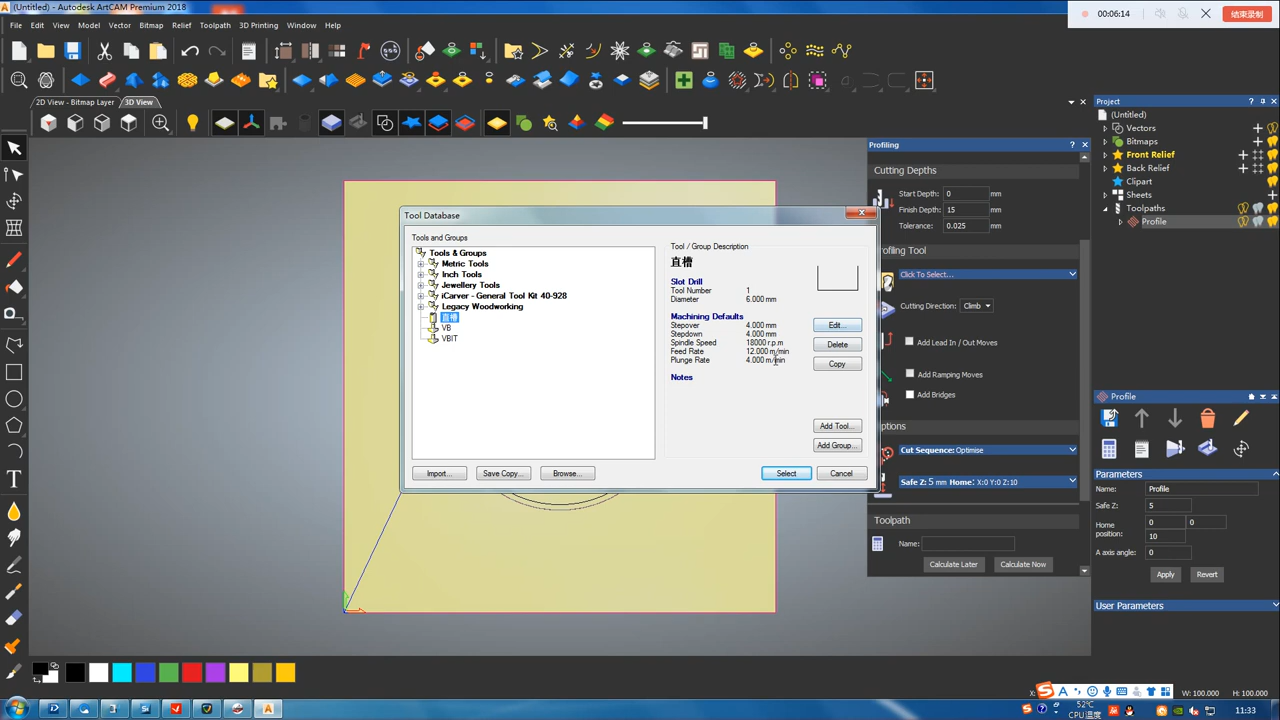 (Untitled) - Autodesk ArtCAM Premium 2018
00:06:14
结束录制
File Edit View Model Vector Bitmap Relief Toolpath 3D Printing Window Help
2D View - Bitmap Layer 3D View
Profiling
Cutting Depths
Start Depth: 0 mm
Finish Depth: 15 mm
Tolerance: 0.025 mm
Profiling Tool
Click To Select...
Cutting Direction: Climb
Add Lead In / Out Moves
Add Ramping Moves
Add Bridges
Options
Cut Sequence: Optimise
Safe Z: 5 mm Home: X:0 Y:0 Z:10
Toolpath
Name:
Calculate Later Calculate Now
Tool Database
Tools and Groups
Tools & Groups
Metric Tools
Inch Tools
Jewellery Tools
iCarver - General Tool Kit 40-928
Legacy Woodworking
直槽
VB
VBIT
Tool / Group Description
直槽
Slot Drill
Tool Number 1
Diameter 6.000 mm
Machining Defaults
Stepover 4.000 mm
Stepdown 4.000 mm
Spindle Speed 18000 r.p.m
Feed Rate 12.000 m/min
Plunge Rate 4.000 m/min
Notes
Edit...
Delete
Copy
Add Tool...
Add Group...
Import... Save Copy... Browse... Select Cancel
Project
(Untitled)
Vectors
Bitmaps
Front Relief
Back Relief
Clipart
Sheets
Toolpaths
Profile
Profile
Parameters
Name: Profile
Safe Z: 5
Home position: 0 0
10
A axis angle: 0
Apply Revert
User Parameters
X:
W: 100.000 H: 100.000
52℃
CPU温度
11:33